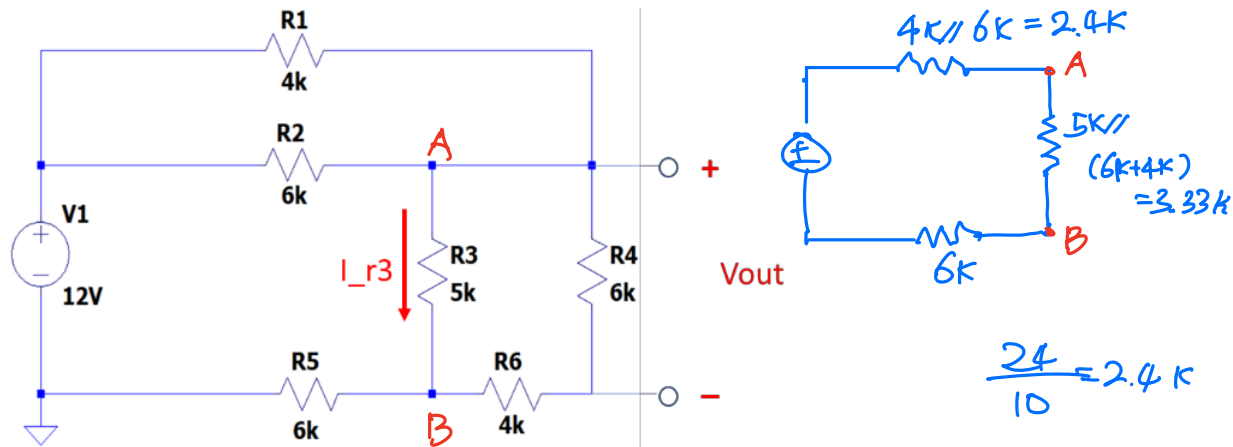 R1
4k
R2
6k
A
+
V1
+
−
12V
I_r3
R3
5k
R4
6k
Vout
R5
6k
R6
4k
B
−
4K// 6K = 2.4K
A
5K//
(6K+4K)
=3.33K
B
6K
24
10
=2.4 K